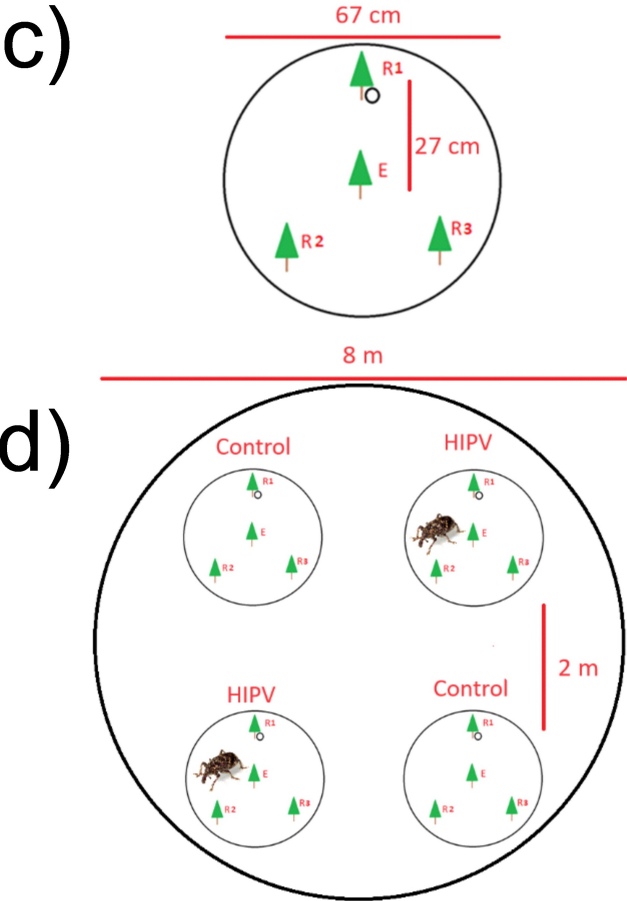 c)
67 cm
R1
27 cm
E
R2
R3
8 m
d)
Control
HIPV
R1
R1
E
E
R2
R3
R2
R3
2 m
HIPV
Control
R1
R1
E
E
R2
R3
R2
R3